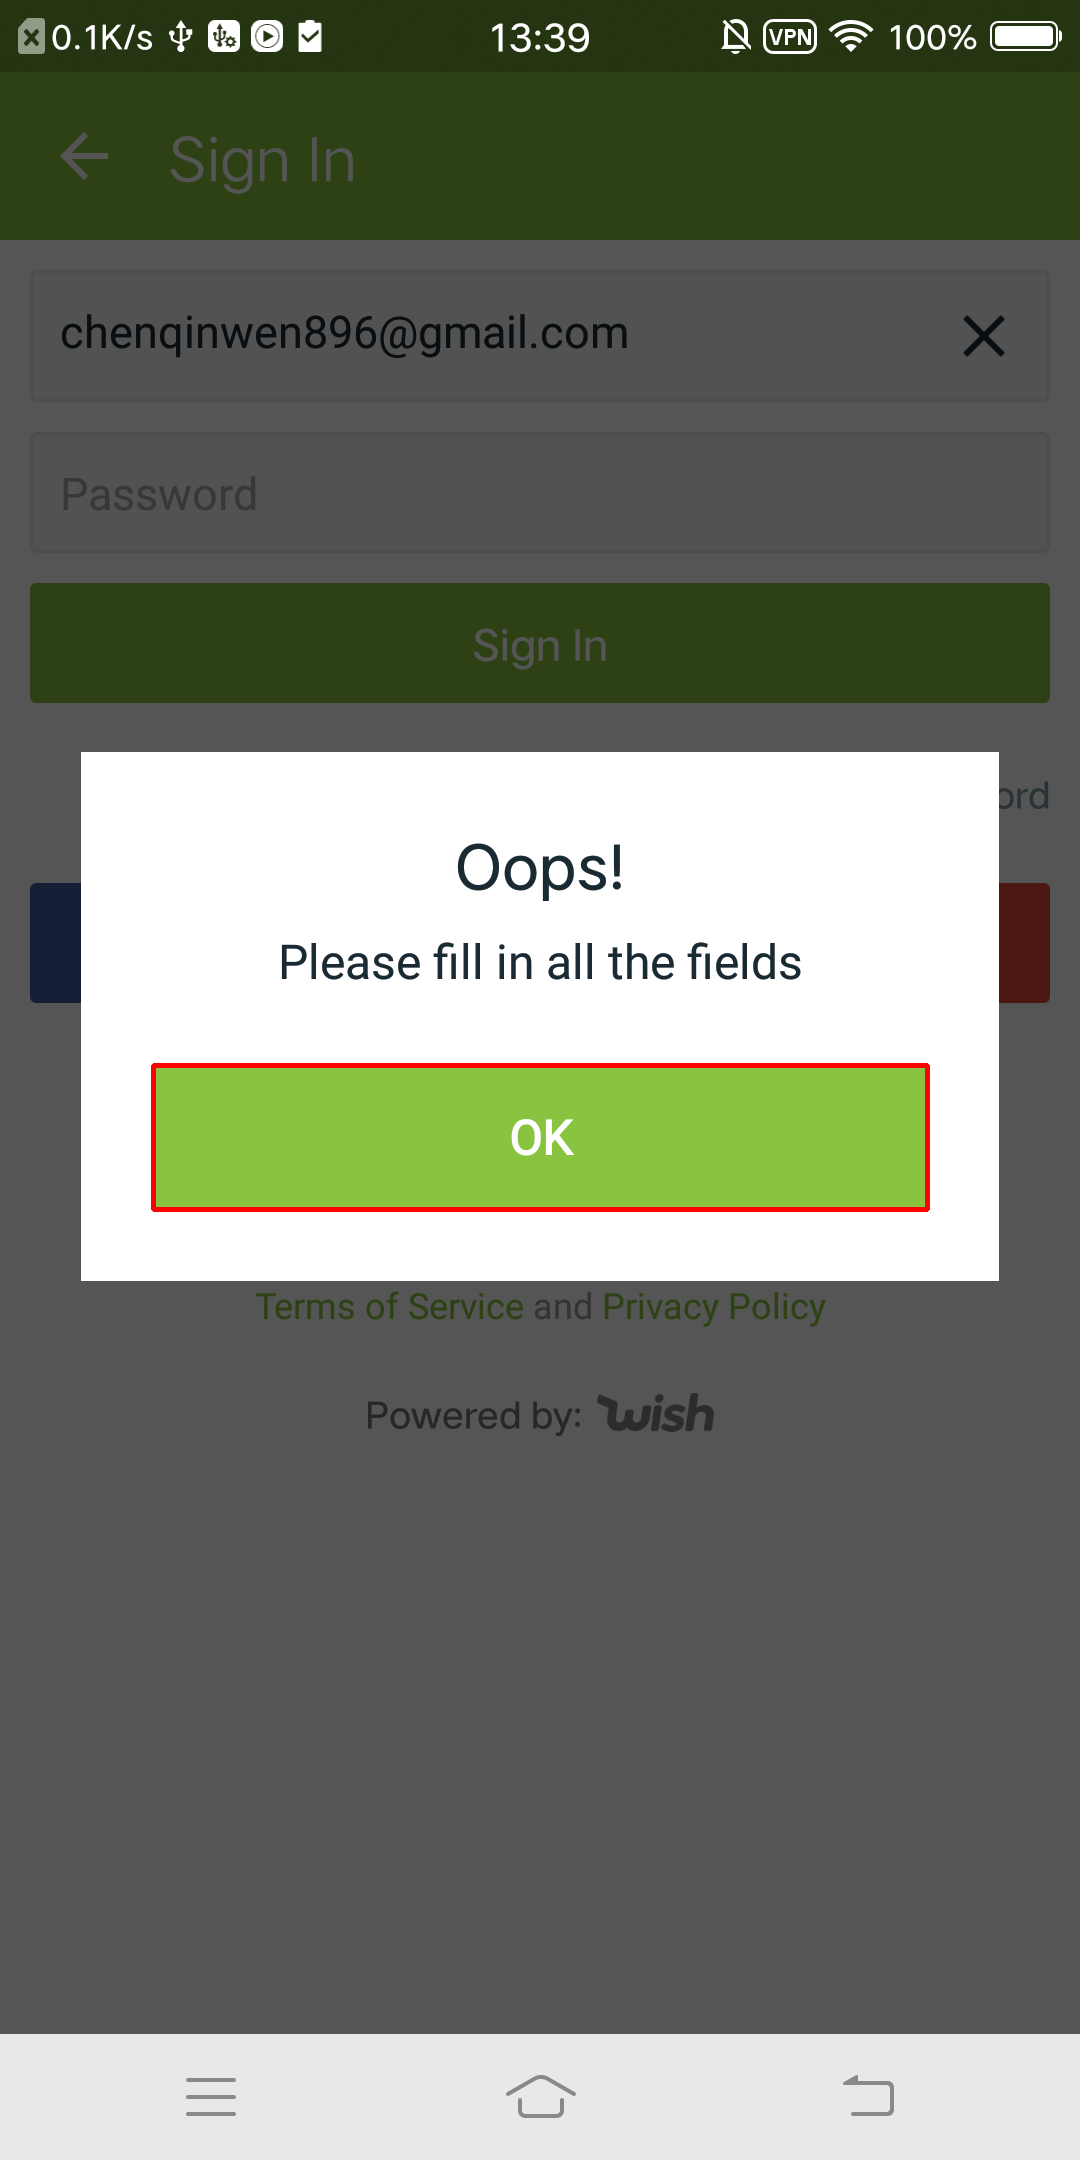 0.1K/s 13:39 VPN 100%
Sign In
chenqinwen896@gmail.com
Password
Sign In
ord
Oops!
Please fill in all the fields
OK
Terms of Service and Privacy Policy
Powered by: wish